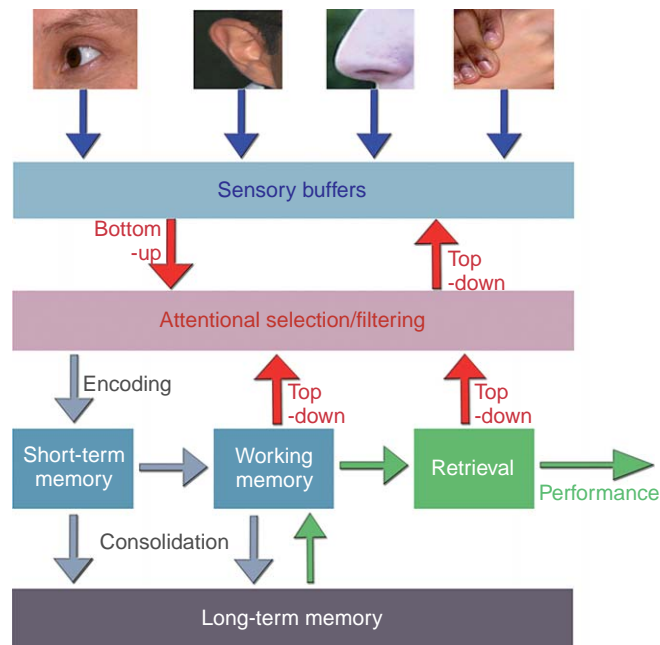 Sensory buffers
Bottom
-up
Top
-down
Attentional selection/filtering
Encoding
Top
-down
Top
-down
Short-term
memory
Working
memory
Retrieval
Performance
Consolidation
Long-term memory